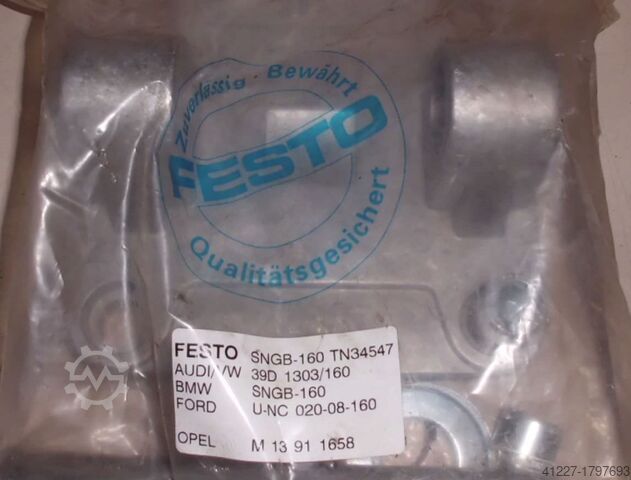 Zuverlässig · Bewährt
FESTO
Qualitätsgesichert
FESTO SNGB-160 TN34547
AUDI/VW 39D 1303/160
BMW SNGB-160
FORD U-NC 020-08-160
OPEL M 13 91 1658
41227-1797693